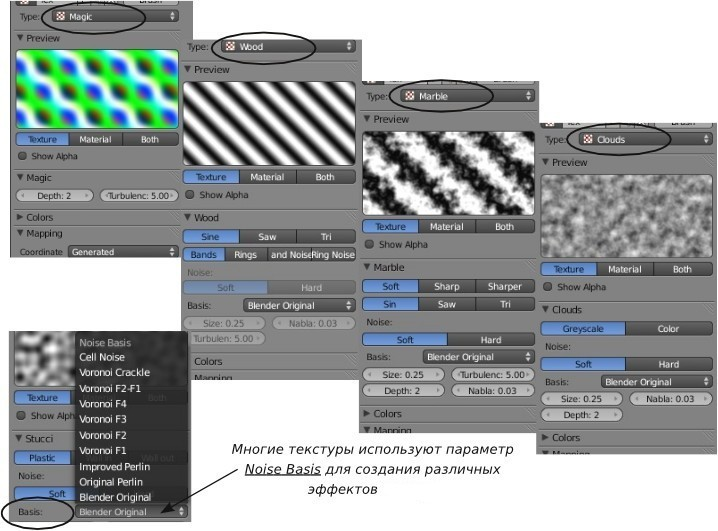 Type: Magic
Preview
Texture Material Both
Show Alpha
Magic
Depth: 2 Turbulenc: 5.00
Colors
Mapping
Coordinate Generated
Type: Wood
Preview
Texture Material Both
Show Alpha
Wood
Sine Saw Tri
Bands Rings and Noise Ring Noise
Noise:
Soft Hard
Basis: Blender Original
Size: 0.25 Nabla: 0.03
Turbulen: 5.00
Colors
Mapping
Type: Marble
Preview
Texture Material Both
Show Alpha
Marble
Soft Sharp Sharper
Sin Saw Tri
Noise:
Soft Hard
Basis: Blender Original
Size: 0.25 Turbulenc: 5.00
Depth: 2 Nabla: 0.03
Colors
Mapping
Type: Clouds
Preview
Texture Material Both
Show Alpha
Clouds
Greyscale Color
Noise:
Soft Hard
Basis: Blender Original
Size: 0.25 Nabla: 0.03
Depth: 2
Colors
Noise Basis
Cell Noise
Voronoi Crackle
Voronoi F2-F1
Voronoi F4
Voronoi F3
Voronoi F2
Voronoi F1
Improved Perlin
Original Perlin
Blender Original
Texture
Show Alph
Stucci
Plastic Wall out
Noise:
Soft
Basis: Blender Original
Многие текстуры используют параметр
Noise Basis для создания различных
эффектов